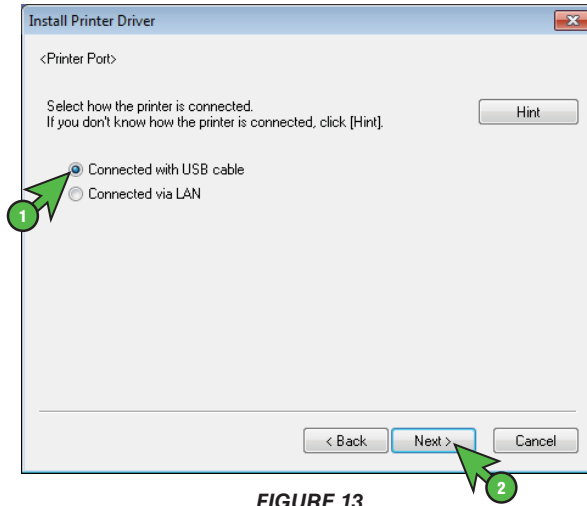 Install Printer Driver
<Printer Port>
Select how the printer is connected.
If you don't know how the printer is connected, click [Hint].
Hint
Connected with USB cable
Connected via LAN
1
< Back
Next >
Cancel
2
FIGURE 13